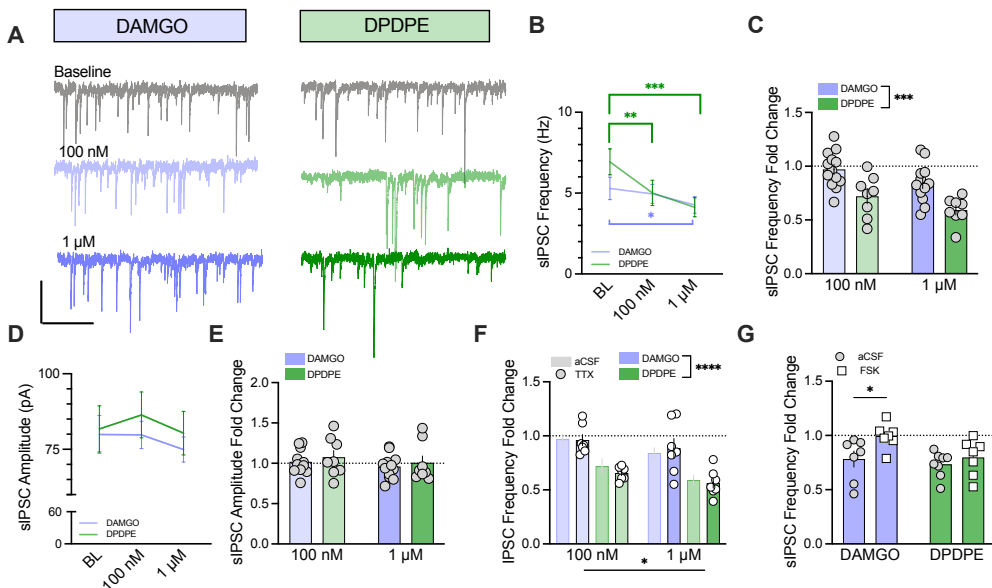 A
DAMGO
DPDPE
Baseline
100 nM
1 µM
B
***
**
*
sIPSC Frequency (Hz)
10
5
0
DAMGO
DPDPE
BL
100 nM
1 µM
C
DAMGO
DPDPE
***
sIPSC Frequency Fold Change
1.5
1.0
0.5
0.0
100 nM
1 µM
D
sIPSC Amplitude (pA)
100
75
60
0
DAMGO
DPDPE
BL
100 nM
1 µM
E
DAMGO
DPDPE
sIPSC Amplitude Fold Change
2.0
1.5
1.0
0.5
0.0
100 nM
1 µM
F
aCSF
TTX
DAMGO
DPDPE
****
IPSC Frequency Fold Change
1.5
1.0
0.5
0.0
100 nM
1 µM
*
G
aCSF
FSK
*
sIPSC Frequency Fold Change
1.5
1.0
0.5
0.0
DAMGO
DPDPE